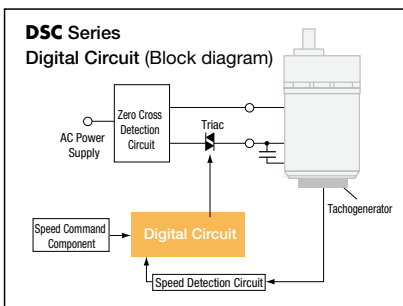 DSC Series
Digital Circuit (Block diagram)
Zero Cross
Detection
Circuit
Triac
AC Power
Supply
Tachogenerator
Speed Command
Component
Digital Circuit
Speed Detection Circuit